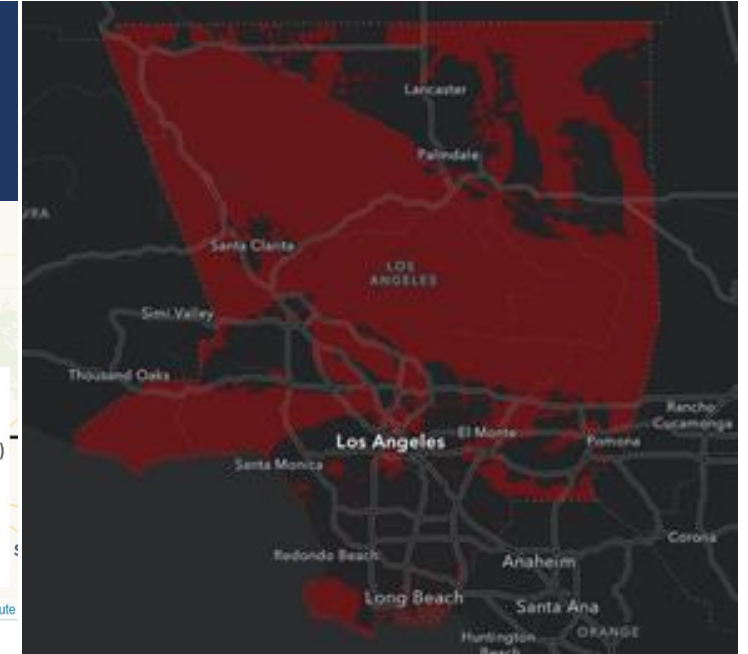 Lancaster
Palmdale
Santa Clarita
LOS
ANGELES
Simi Valley
Thousand Oaks
Rancho
Cucamonga
Los Angeles
El Monte
Pomona
Santa Monica
)
Redondo Beach
Corona
Anaheim
Long Beach
Santa Ana
ute
Huntington
Beach
ORANGE